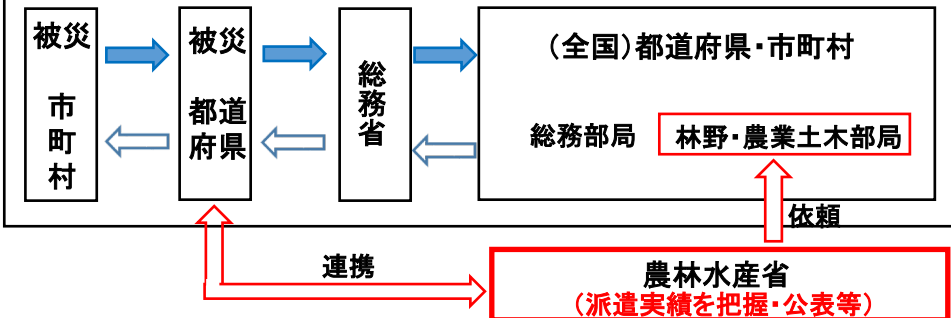 被災
市町村
被災
都道府県
総務省
（全国）都道府県・市町村
総務部局
林野・農業土木部局
依頼
連携
農林水産省
（派遣実績を把握・公表等）